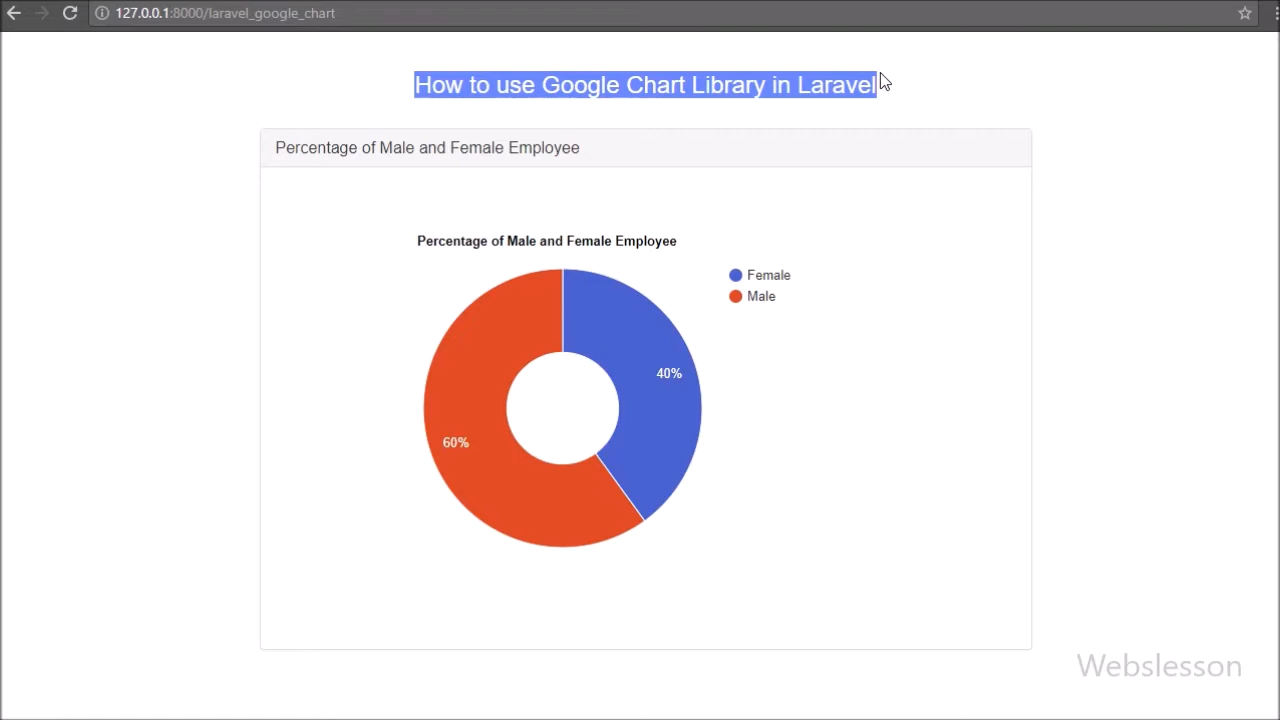 127.0.0.1:8000/laravel_google_chart
How to use Google Chart Library in Laravel
Percentage of Male and Female Employee
Percentage of Male and Female Employee
Female
Male
40%
60%
Webslesson